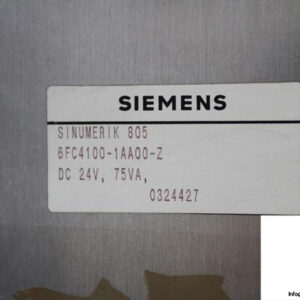 SIEMENS
SINUMERIK 805
6FC4100-1AA00-Z
DC 24V, 75VA,
0324427